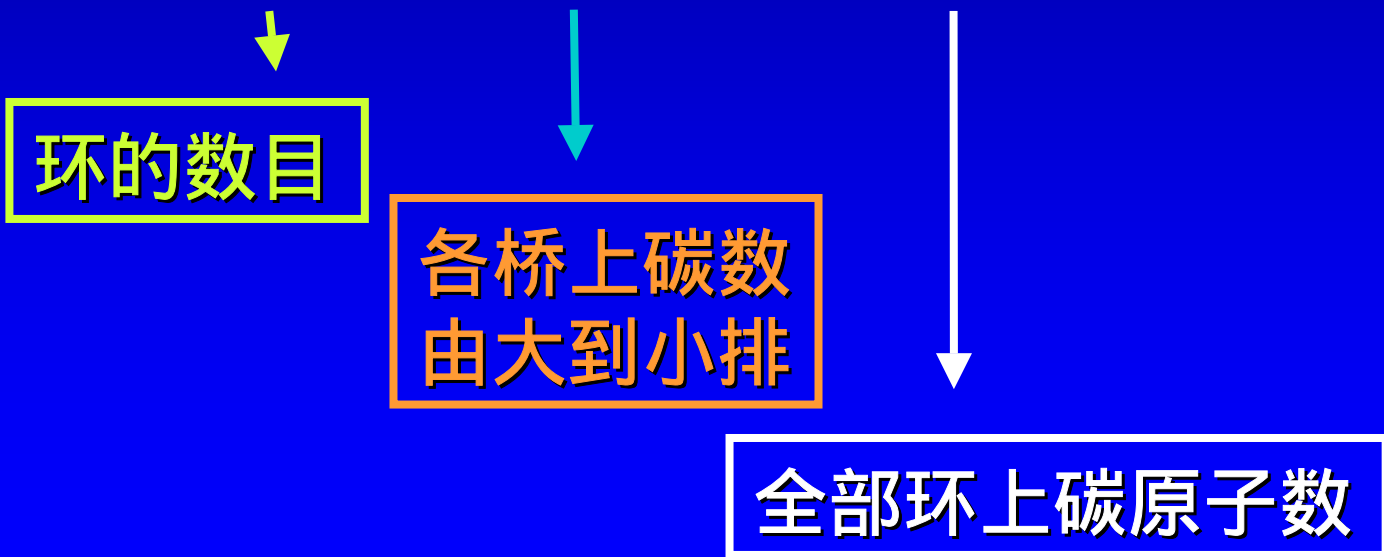 环的数目
各桥上碳数
由大到小排
全部环上碳原子数